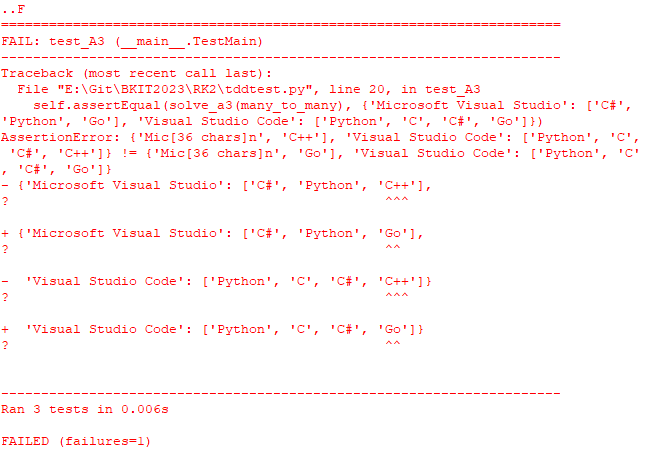 ..F
======================================================================
FAIL: test_A3 (__main__.TestMain)
----------------------------------------------------------------------
Traceback (most recent call last):
  File "E:\Git\BKIT2023\RK2\tddtest.py", line 20, in test_A3
    self.assertEqual(solve_a3(many_to_many), {'Microsoft Visual Studio': ['C#',
'Python', 'Go'], 'Visual Studio Code': ['Python', 'C', 'C#', 'Go']})
AssertionError: {'Mic[36 chars]n', 'C++'], 'Visual Studio Code': ['Python', 'C',
 'C#', 'C++']} != {'Mic[36 chars]n', 'Go'], 'Visual Studio Code': ['Python', 'C'
, 'C#', 'Go']}
- {'Microsoft Visual Studio': ['C#', 'Python', 'C++'],
?                                               ^^^
+ {'Microsoft Visual Studio': ['C#', 'Python', 'Go'],
?                                               ^^
-  'Visual Studio Code': ['Python', 'C', 'C#', 'C++']}
?                                               ^^^
+  'Visual Studio Code': ['Python', 'C', 'C#', 'Go']}
?                                               ^^
----------------------------------------------------------------------
Ran 3 tests in 0.006s
FAILED (failures=1)